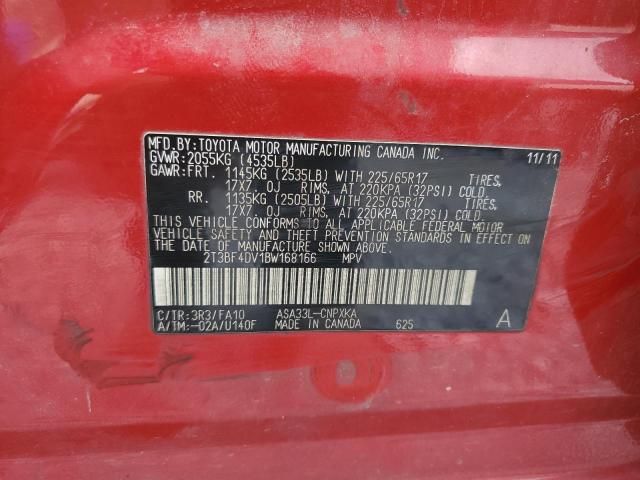 MFD.BY:TOYOTA MOTOR MANUFACTURING CANADA INC. 11/11
GVWR:2055KG (4535LB)
GAWR:FRT. 1145KG (2535LB) WITH 225/65R17 TIRES,
17X7.0J RIMS, AT 220KPA (32PSI) COLD.
RR. 1135KG (2505LB) WITH 225/65R17 TIRES,
17X7.0J RIMS, AT 220KPA (32PSI) COLD.
THIS VEHICLE CONFORMS TO ALL APPLICABLE FEDERAL MOTOR
VEHICLE SAFETY AND THEFT PREVENTION STANDARDS IN EFFECT ON
THE DATE OF MANUFACTURE SHOWN ABOVE.
2T3BF4DV1BW168166 MPV
C/TR:3R3/FA10 ASA33L-CNPXKA
A/TM:-02A/U140F MADE IN CANADA 625 A